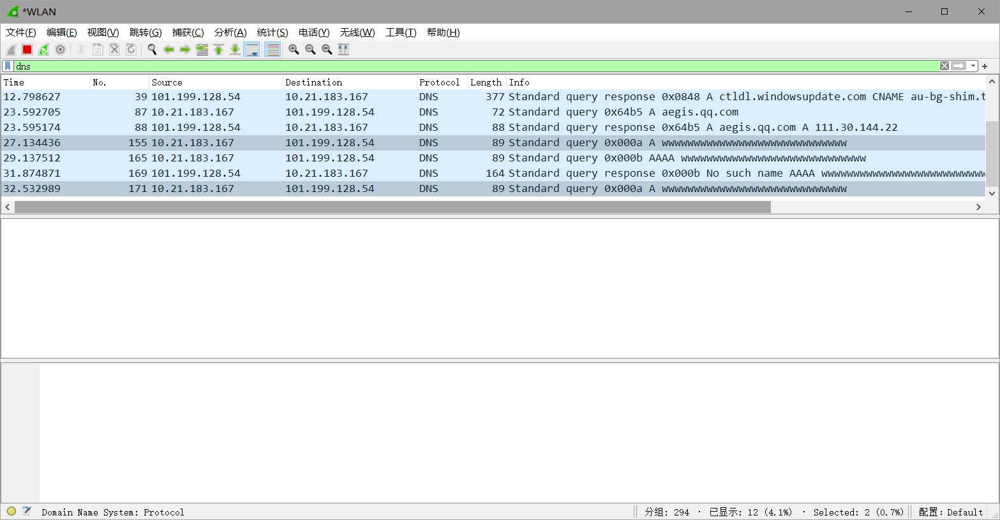 *WLAN
文件(F) 编辑(E) 视图(V) 跳转(G) 捕获(C) 分析(A) 统计(S) 电话(Y) 无线(W) 工具(T) 帮助(H)
dns
Time No. Source Destination Protocol Length Info
12.798627 39 101.199.128.54 10.21.183.167 DNS 377 Standard query response 0x0848 A ctldl.windowsupdate.com CNAME au-bg-shim.t
23.592705 87 10.21.183.167 101.199.128.54 DNS 72 Standard query 0x64b5 A aegis.qq.com
23.595174 88 101.199.128.54 10.21.183.167 DNS 88 Standard query response 0x64b5 A aegis.qq.com A 111.30.144.22
27.134436 155 10.21.183.167 101.199.128.54 DNS 89 Standard query 0x000a A wwwwwwwwwwwwwwwwwwwwwwwwwwwww
29.137512 165 10.21.183.167 101.199.128.54 DNS 89 Standard query 0x000b AAAA wwwwwwwwwwwwwwwwwwwwwwwwwwwww
31.874871 169 101.199.128.54 10.21.183.167 DNS 164 Standard query response 0x000b No such name AAAA wwwwwwwwwwwwwwwwwwwwwwwwww
32.532989 171 10.21.183.167 101.199.128.54 DNS 89 Standard query 0x000a A wwwwwwwwwwwwwwwwwwwwwwwwwwwww
Domain Name System: Protocol 分组: 294 · 已显示: 12 (4.1%) · Selected: 2 (0.7%) 配置: Default